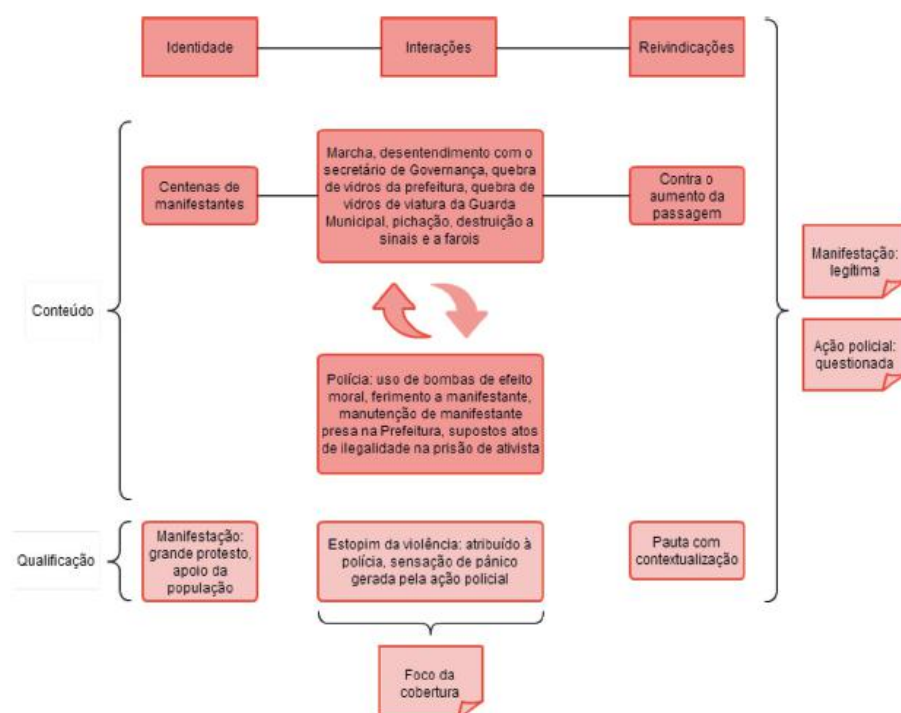 Identidade
Interações
Reivindicações
Conteúdo
Centenas de
manifestantes
Marcha, desentendimento com o
secretário de Governança, quebra
de vidros da prefeitura, quebra de
vidros de viatura da Guarda
Municipal, pichação, destruição a
sinais e a farois
Contra o
aumento da
passagem
Polícia: uso de bombas de efeito
moral, ferimento a manifestante,
manutenção de manifestante
presa na Prefeitura, supostos atos
de ilegalidade na prisão de ativista
Manifestação:
legítima
Ação policial:
questionada
Qualificação
Manifestação:
grande protesto,
apoio da
população
Estopim da violência: atribuído à
polícia, sensação de pânico
gerada pela ação policial
Pauta com
contextualização
Foco da
cobertura